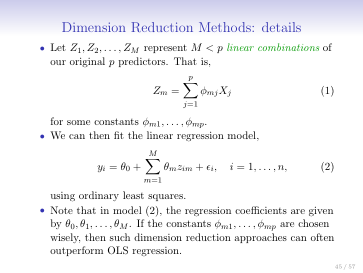 Dimension Reduction Methods: details
• Let Z₁, Z₂, . . . , Z_M represent M < p linear combinations of
our original p predictors. That is,
Z_m = ∑_{j=1}^{p} ϕ_{mj}X_j (1)
for some constants ϕ_{m1}, . . . , ϕ_{mp}.
• We can then fit the linear regression model,
y_i = θ₀ + ∑_{m=1}^{M} θ_m z_{im} + ϵ_i, i = 1, . . . , n, (2)
using ordinary least squares.
• Note that in model (2), the regression coefficients are given
by θ₀, θ₁, . . . , θ_M. If the constants ϕ_{m1}, . . . , ϕ_{mp} are chosen
wisely, then such dimension reduction approaches can often
outperform OLS regression.